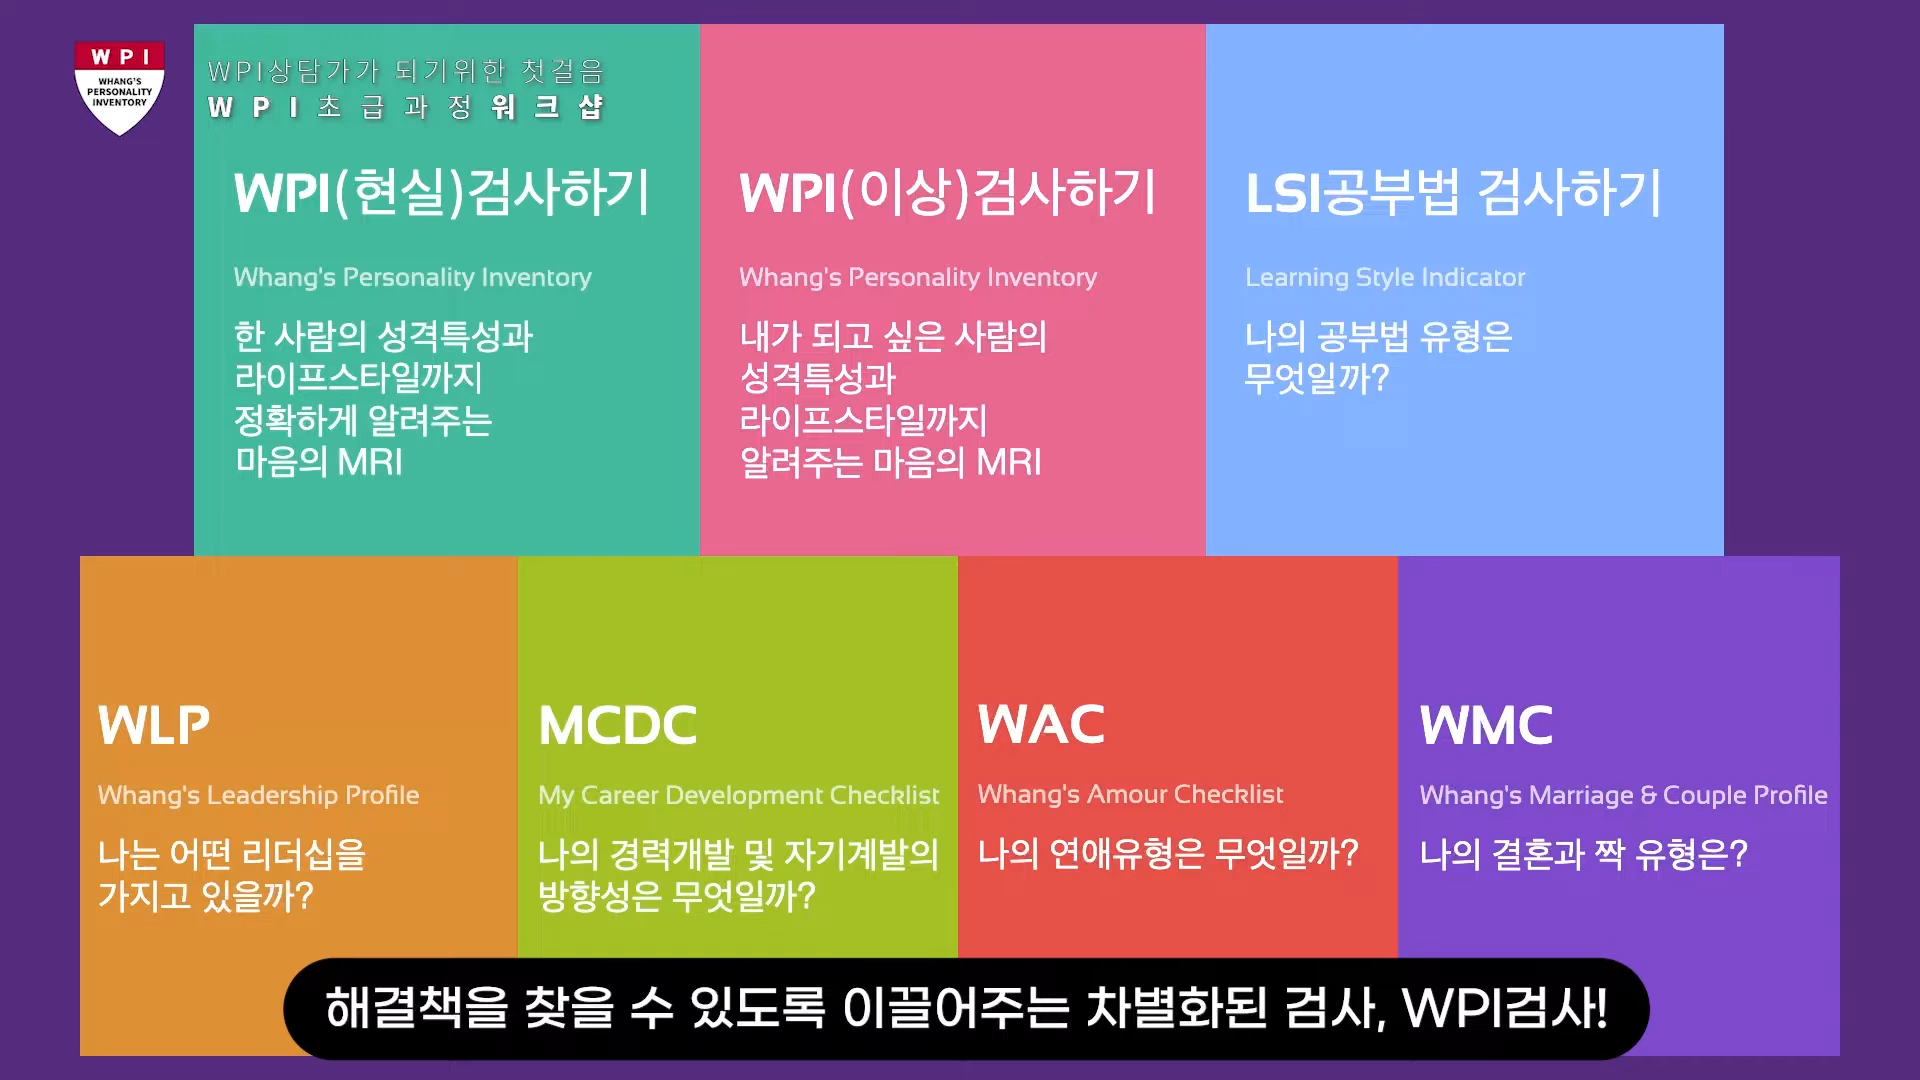 WPI
WHANG'S
PERSONALITY
INVENTORY
WPI상담가가 되기위한 첫걸음
WPI초급과정워크샵
WPI(현실)검사하기
Whang's Personality Inventory
한 사람의 성격특성과
라이프스타일까지
정확하게 알려주는
마음의 MRI
WPI(이상)검사하기
Whang's Personality Inventory
내가 되고 싶은 사람의
성격특성과
라이프스타일까지
알려주는 마음의 MRI
LSI공부법 검사하기
Learning Style Indicator
나의 공부법 유형은
무엇일까?
WLP
Whang's Leadership Profile
나는 어떤 리더십을
가지고 있을까?
MCDC
My Career Development Checklist
나의 경력개발 및 자기계발의
방향성은 무엇일까?
WAC
Whang's Amour Checklist
나의 연애유형은 무엇일까?
WMC
Whang's Marriage & Couple Profile
나의 결혼과 짝 유형은?
해결책을 찾을 수 있도록 이끌어주는 차별화된 검사, WPI검사!